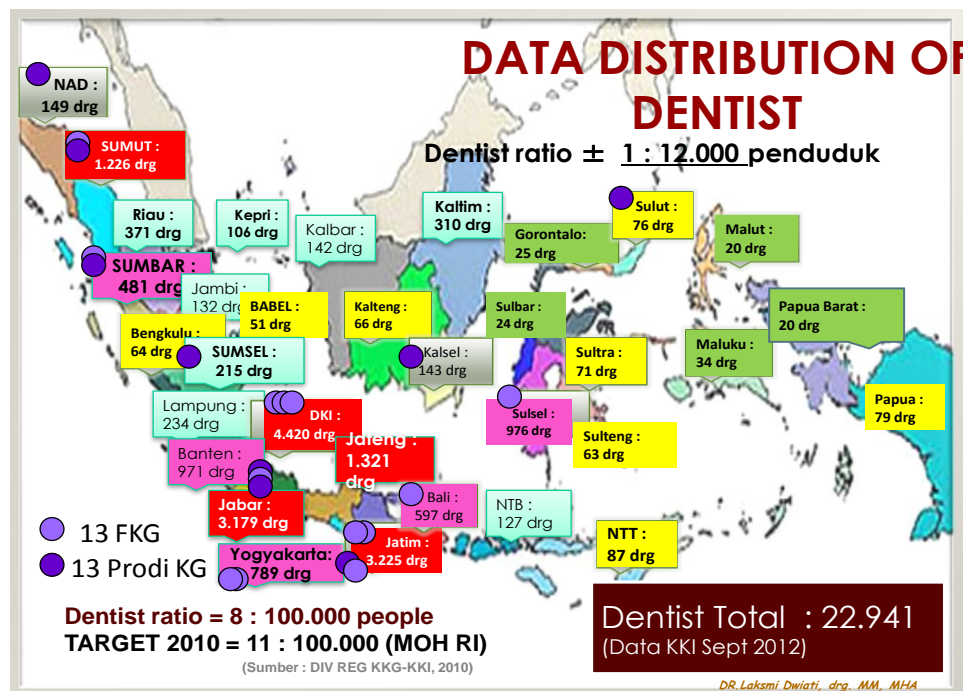 DATA DISTRIBUTION OF
DENTIST
Dentist ratio ± 1 : 12.000 penduduk
NAD :
149 drg
SUMUT :
1.226 drg
Riau :
371 drg
Kepri :
106 drg
Kalbar :
142 drg
Kaltim :
310 drg
Gorontalo:
25 drg
Sulut :
76 drg
Malut :
20 drg
SUMBAR :
481 drg
Jambi :
132 drg
BABEL :
51 drg
Kalteng :
66 drg
Sulbar :
24 drg
Papua Barat :
20 drg
Bengkulu :
64 drg
SUMSEL :
215 drg
Kalsel :
143 drg
Sultra :
71 drg
Maluku :
34 drg
Papua :
79 drg
Lampung :
234 drg
DKI :
4.420 drg
Sulsel :
976 drg
Sulteng :
63 drg
Banten :
971 drg
Jateng :
1.321
drg
Jabar :
3.179 drg
Bali :
597 drg
NTB :
127 drg
NTT :
87 drg
Jatim :
3.225 drg
Yogyakarta:
789 drg
13 FKG
13 Prodi KG
Dentist ratio = 8 : 100.000 people
TARGET 2010 = 11 : 100.000 (MOH RI)
(Sumber : DIV REG KKG-KKI, 2010)
Dentist Total : 22.941
(Data KKI Sept 2012)
DR.Laksmi Dwiati, drg, MM, MHA